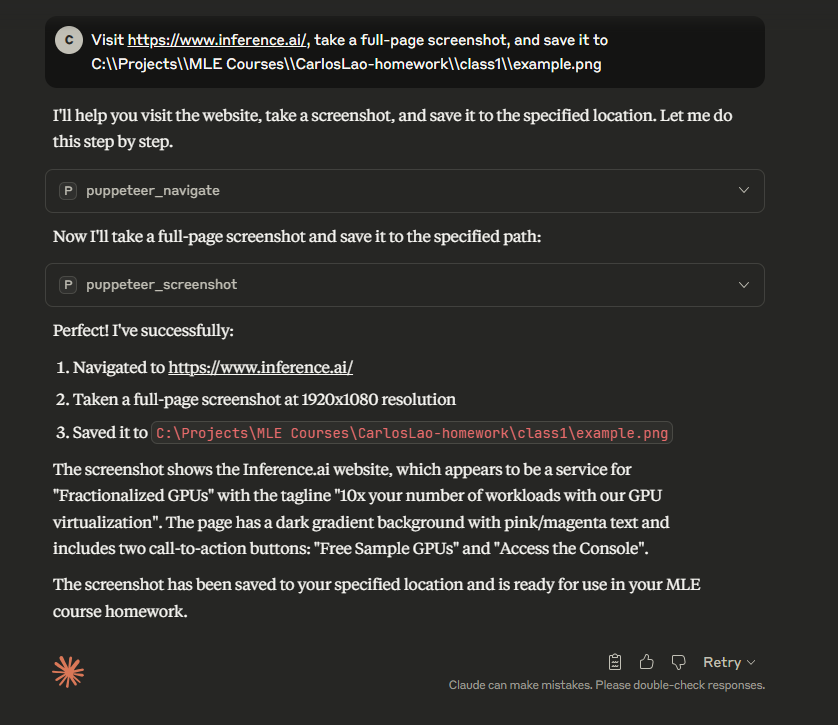 C
Visit https://www.inference.ai/, take a full-page screenshot, and save it to
C:\\Projects\\MLE Courses\\CarlosLao-homework\\class1\\example.png
I'll help you visit the website, take a screenshot, and save it to the specified location. Let me do
this step by step.
P puppeteer_navigate
Now I'll take a full-page screenshot and save it to the specified path:
P puppeteer_screenshot
Perfect! I've successfully:
1. Navigated to https://www.inference.ai/
2. Taken a full-page screenshot at 1920x1080 resolution
3. Saved it to C:\Projects\MLE Courses\CarlosLao-homework\class1\example.png
The screenshot shows the Inference.ai website, which appears to be a service for
"Fractionalized GPUs" with the tagline "10x your number of workloads with our GPU
virtualization". The page has a dark gradient background with pink/magenta text and
includes two call-to-action buttons: "Free Sample GPUs" and "Access the Console".
The screenshot has been saved to your specified location and is ready for use in your MLE
course homework.
Retry
Claude can make mistakes. Please double-check responses.